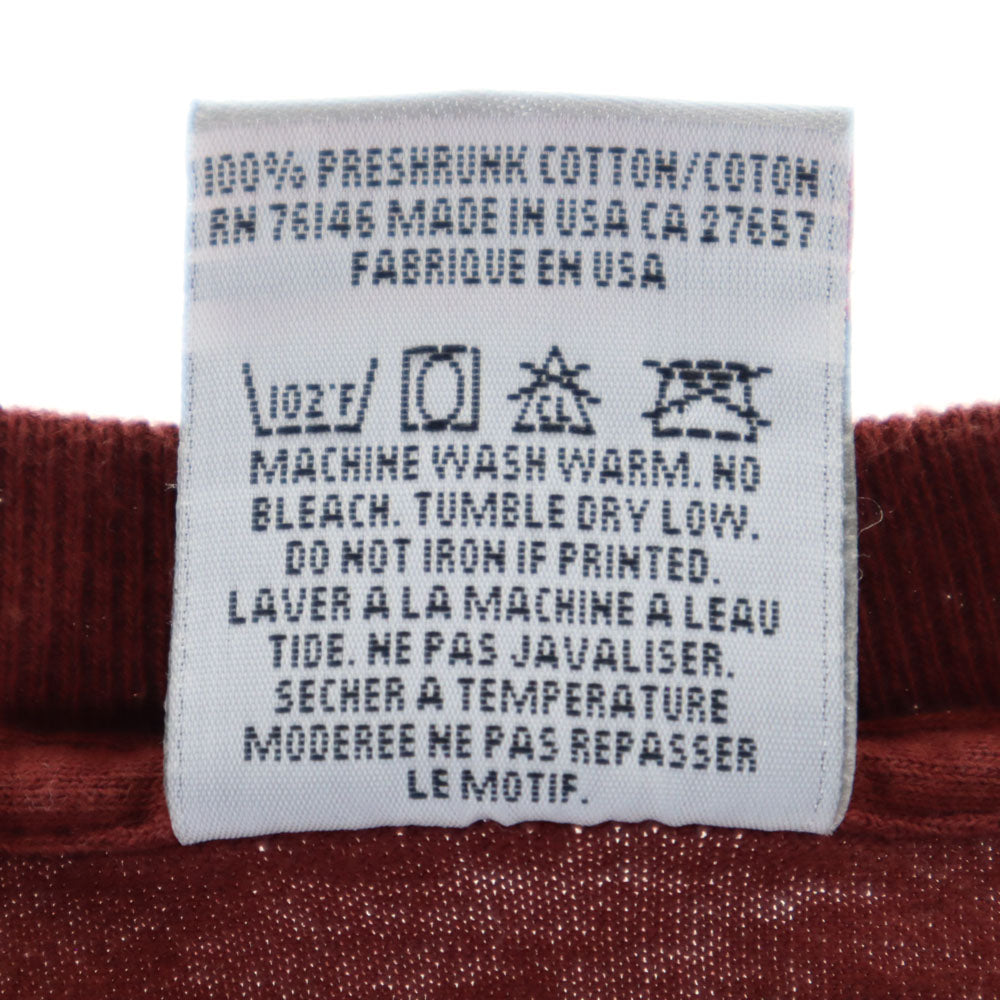 100% PRESHRUNK COTTON/COTON
RN 76146 MADE IN USA CA 27657
FABRIQUE EN USA
102°F CL
MACHINE WASH WARM. NO
BLEACH. TUMBLE DRY LOW.
DO NOT IRON IF PRINTED.
LAVER A LA MACHINE A LEAU
TIDE. NE PAS JAVALISER.
SECHER A TEMPERATURE
MODEREE NE PAS REPASSER
LE MOTIF.